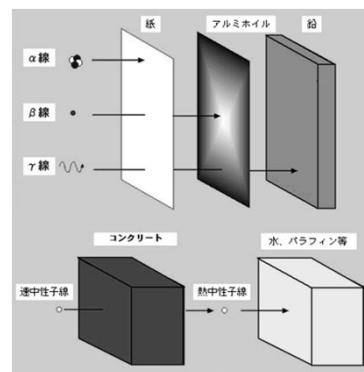 紙
アルミホイル
鉛
α線
β線
γ線
コンクリート
水、パラフィン等
速中性子線
熱中性子線